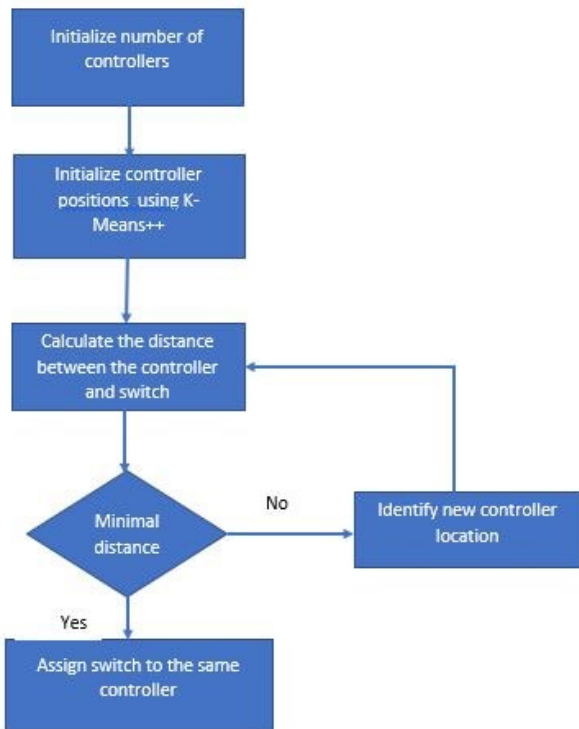 Initialize number of
controllers
Initialize controller
positions using K-
Means++
Calculate the distance
between the controller
and switch
Minimal
distance
No
Identify new controller
location
Yes
Assign switch to the same
controller